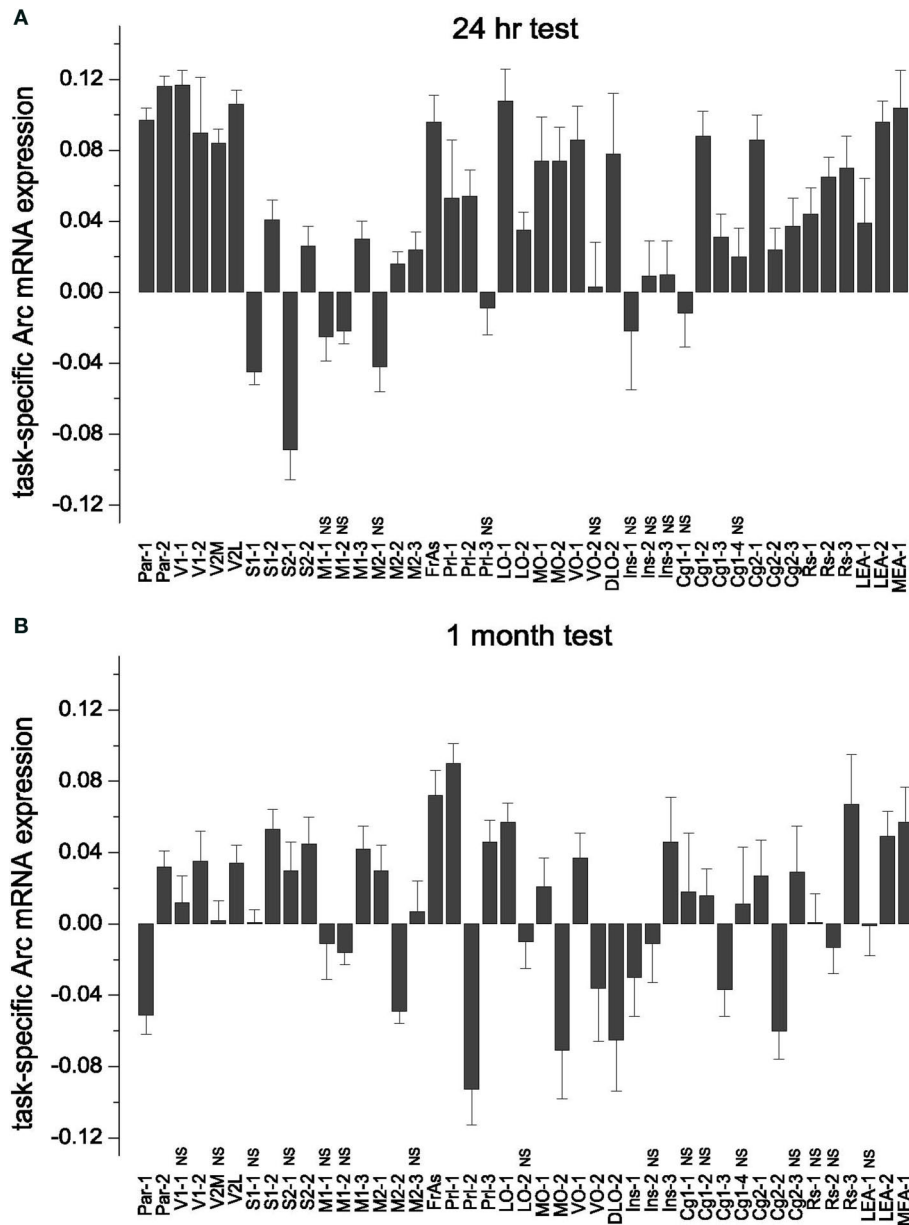 A
24 hr test
task-specific Arc mRNA expression
0.12
0.08
0.04
0.00
-0.04
-0.08
-0.12
Par-1
Par-2
V1-1
V1-2
V2M
V2L
S1-1
S1-2
S2-1
S2-2
M1-1 NS
M1-2 NS
M1-3
M2-1 NS
M2-2
M2-3
FrAs
Prl-1
Prl-2
Prl-3 NS
LO-1
LO-2
MO-1
MO-2
VO-1
VO-2 NS
DLO-2
Ins-1 NS
Ins-2 NS
Ins-3 NS
Cg1-1 NS
Cg1-2
Cg1-3
Cg1-4 NS
Cg2-1
Cg2-2
Cg2-3
Rs-1
Rs-2
Rs-3
LEA-1
LEA-2
MEA-1
B
1 month test
task-specific Arc mRNA expression
0.12
0.08
0.04
0.00
-0.04
-0.08
-0.12
Par-1
Par-2
V1-1 NS
V1-2
V2M NS
V2L
S1-1 NS
S1-2
S2-1 NS
S2-2
M1-1 NS
M1-2 NS
M1-3
M2-1
M2-2
M2-3 NS
FrAs
Prl-1
Prl-2
Prl-3
LO-1
LO-2 NS
MO-1
MO-2
VO-1
VO-2
DLO-2
Ins-1
Ins-2 NS
Ins-3
Cg1-1 NS
Cg1-2 NS
Cg1-3
Cg1-4 NS
Cg2-1
Cg2-2
Cg2-3 NS
Rs-1 NS
Rs-2 NS
Rs-3
LEA-1 NS
LEA-2
MEA-1